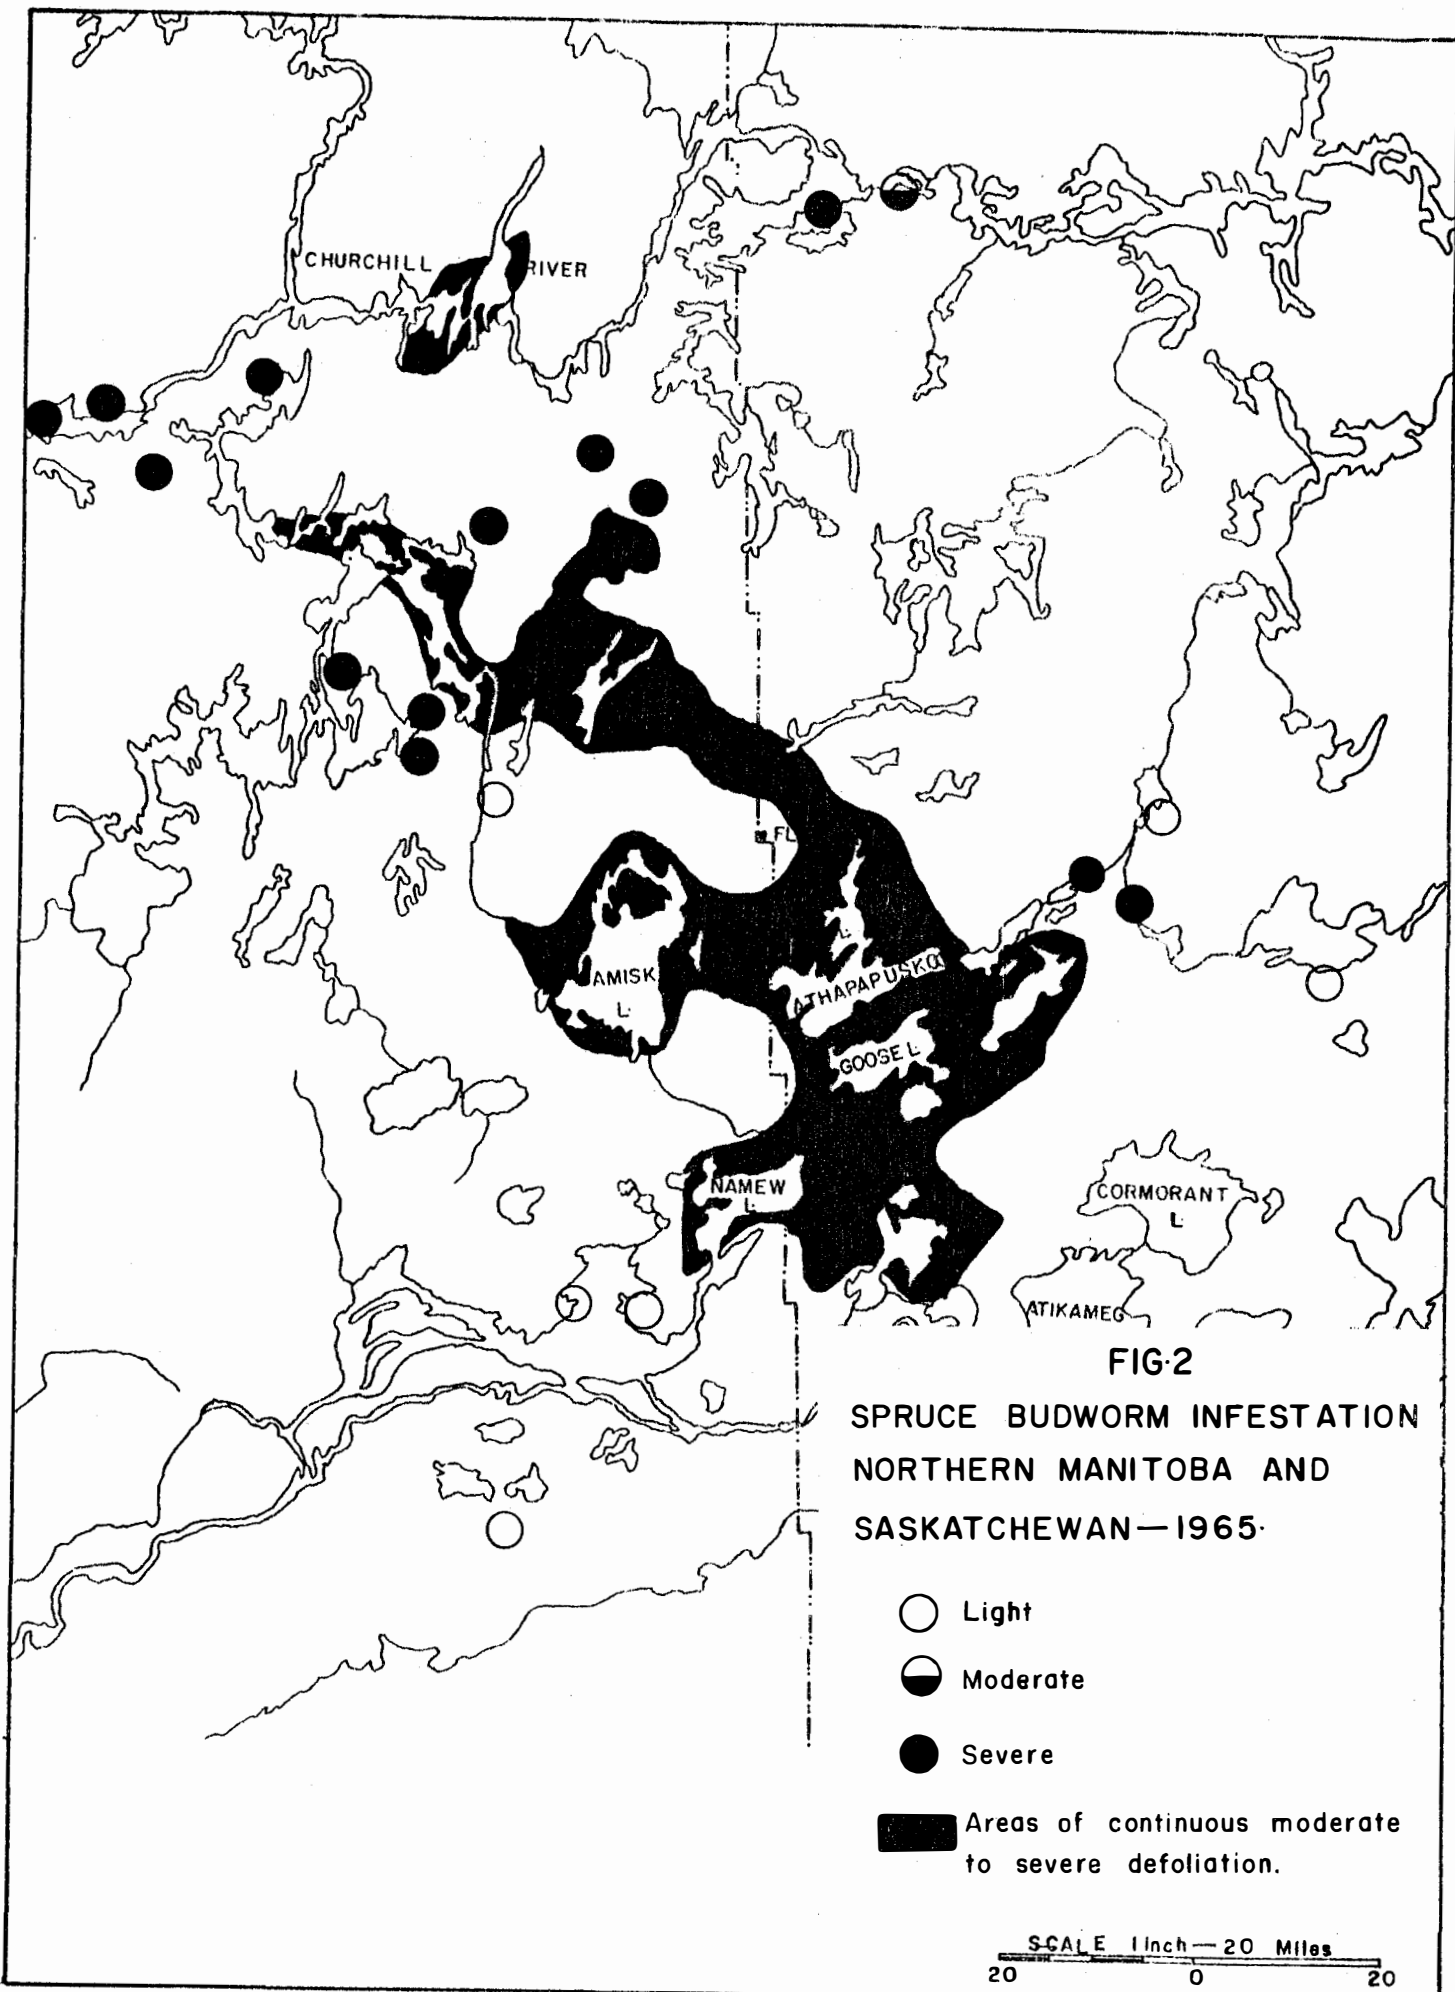 CHURCHILL RIVER
FL
AMISK
L.
L.
ATHAPAPUSKOW
GOOSE L.
NAMEW
L.
CORMORANT
L.
ATIKAMEG
FIG·2
SPRUCE BUDWORM INFESTATION
NORTHERN MANITOBA AND
SASKATCHEWAN—1965·
Light
Moderate
Severe
Areas of continuous moderate
to severe defoliation.
SCALE 1 Inch — 20 Miles
20 0 20